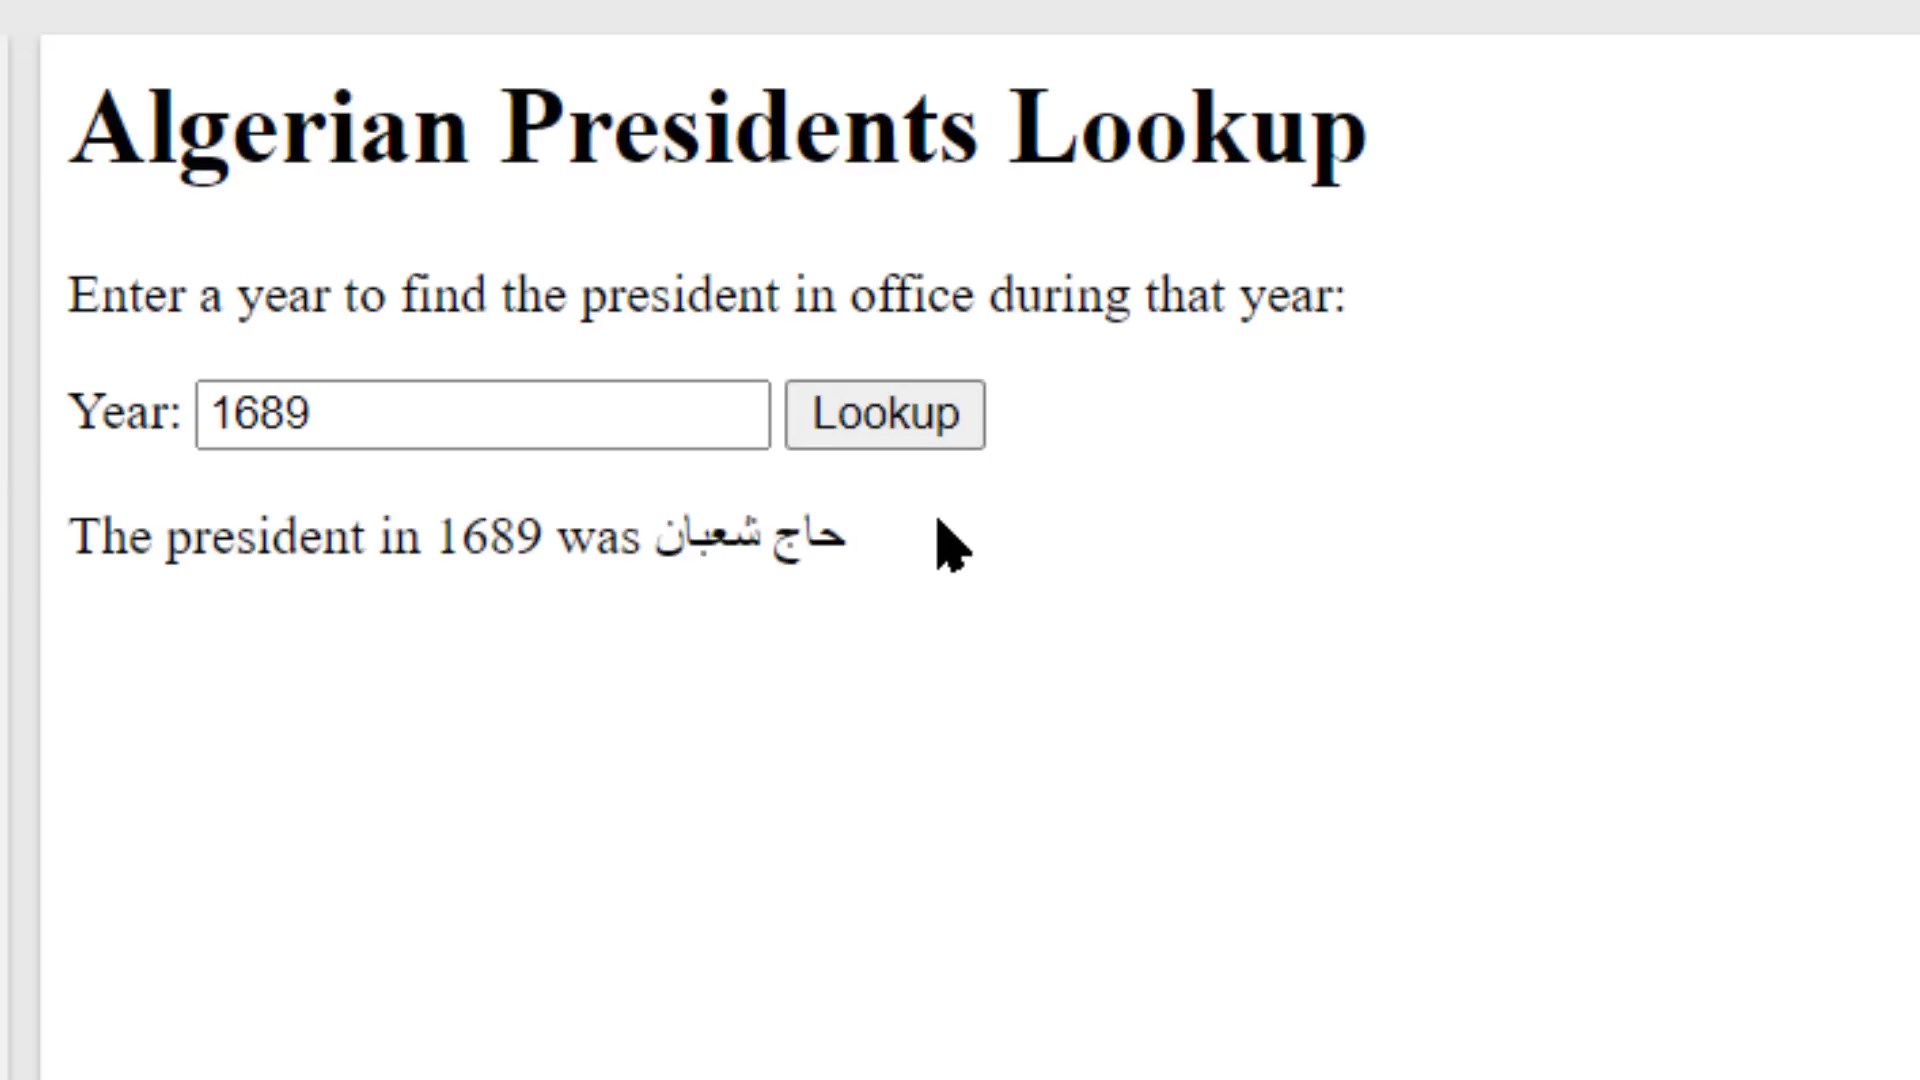 Algerian Presidents Lookup
Enter a year to find the president in office during that year:
Year: 1689 Lookup
The president in 1689 was حاج شعبان